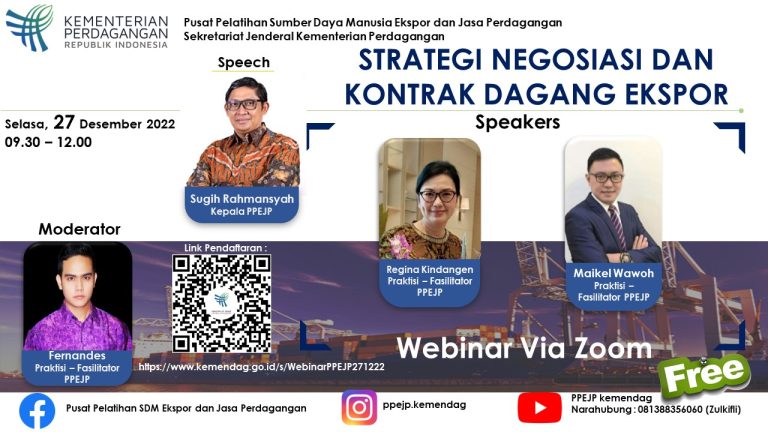 KEMENTERIAN
PERDAGANGAN
REPUBLIK INDONESIA
Pusat Pelatihan Sumber Daya Manusia Ekspor dan Jasa Perdagangan
Sekretariat Jenderal Kementerian Perdagangan
STRATEGI NEGOSIASI DAN
KONTRAK DAGANG EKSPOR
Selasa, 27 Desember 2022
09.30 – 12.00
Speech
Sugih Rahmansyah
Kepala PPEJP
Speakers
Regina Kindangen
Praktisi – Fasilitator
PPEJP
Maikel Wawoh
Praktisi –
Fasilitator PPEJP
Moderator
Fernandes
Praktisi – Fasilitator
PPEJP
Link Pendaftaran :
https://www.kemendag.go.id/s/WebinarPPEJP271222
Webinar Via Zoom
Free
Pusat Pelatihan SDM Ekspor dan Jasa Perdagangan
ppejp.kemendag
PPEJP kemendag
Narahubung : 081388356060 (Zulkifli)